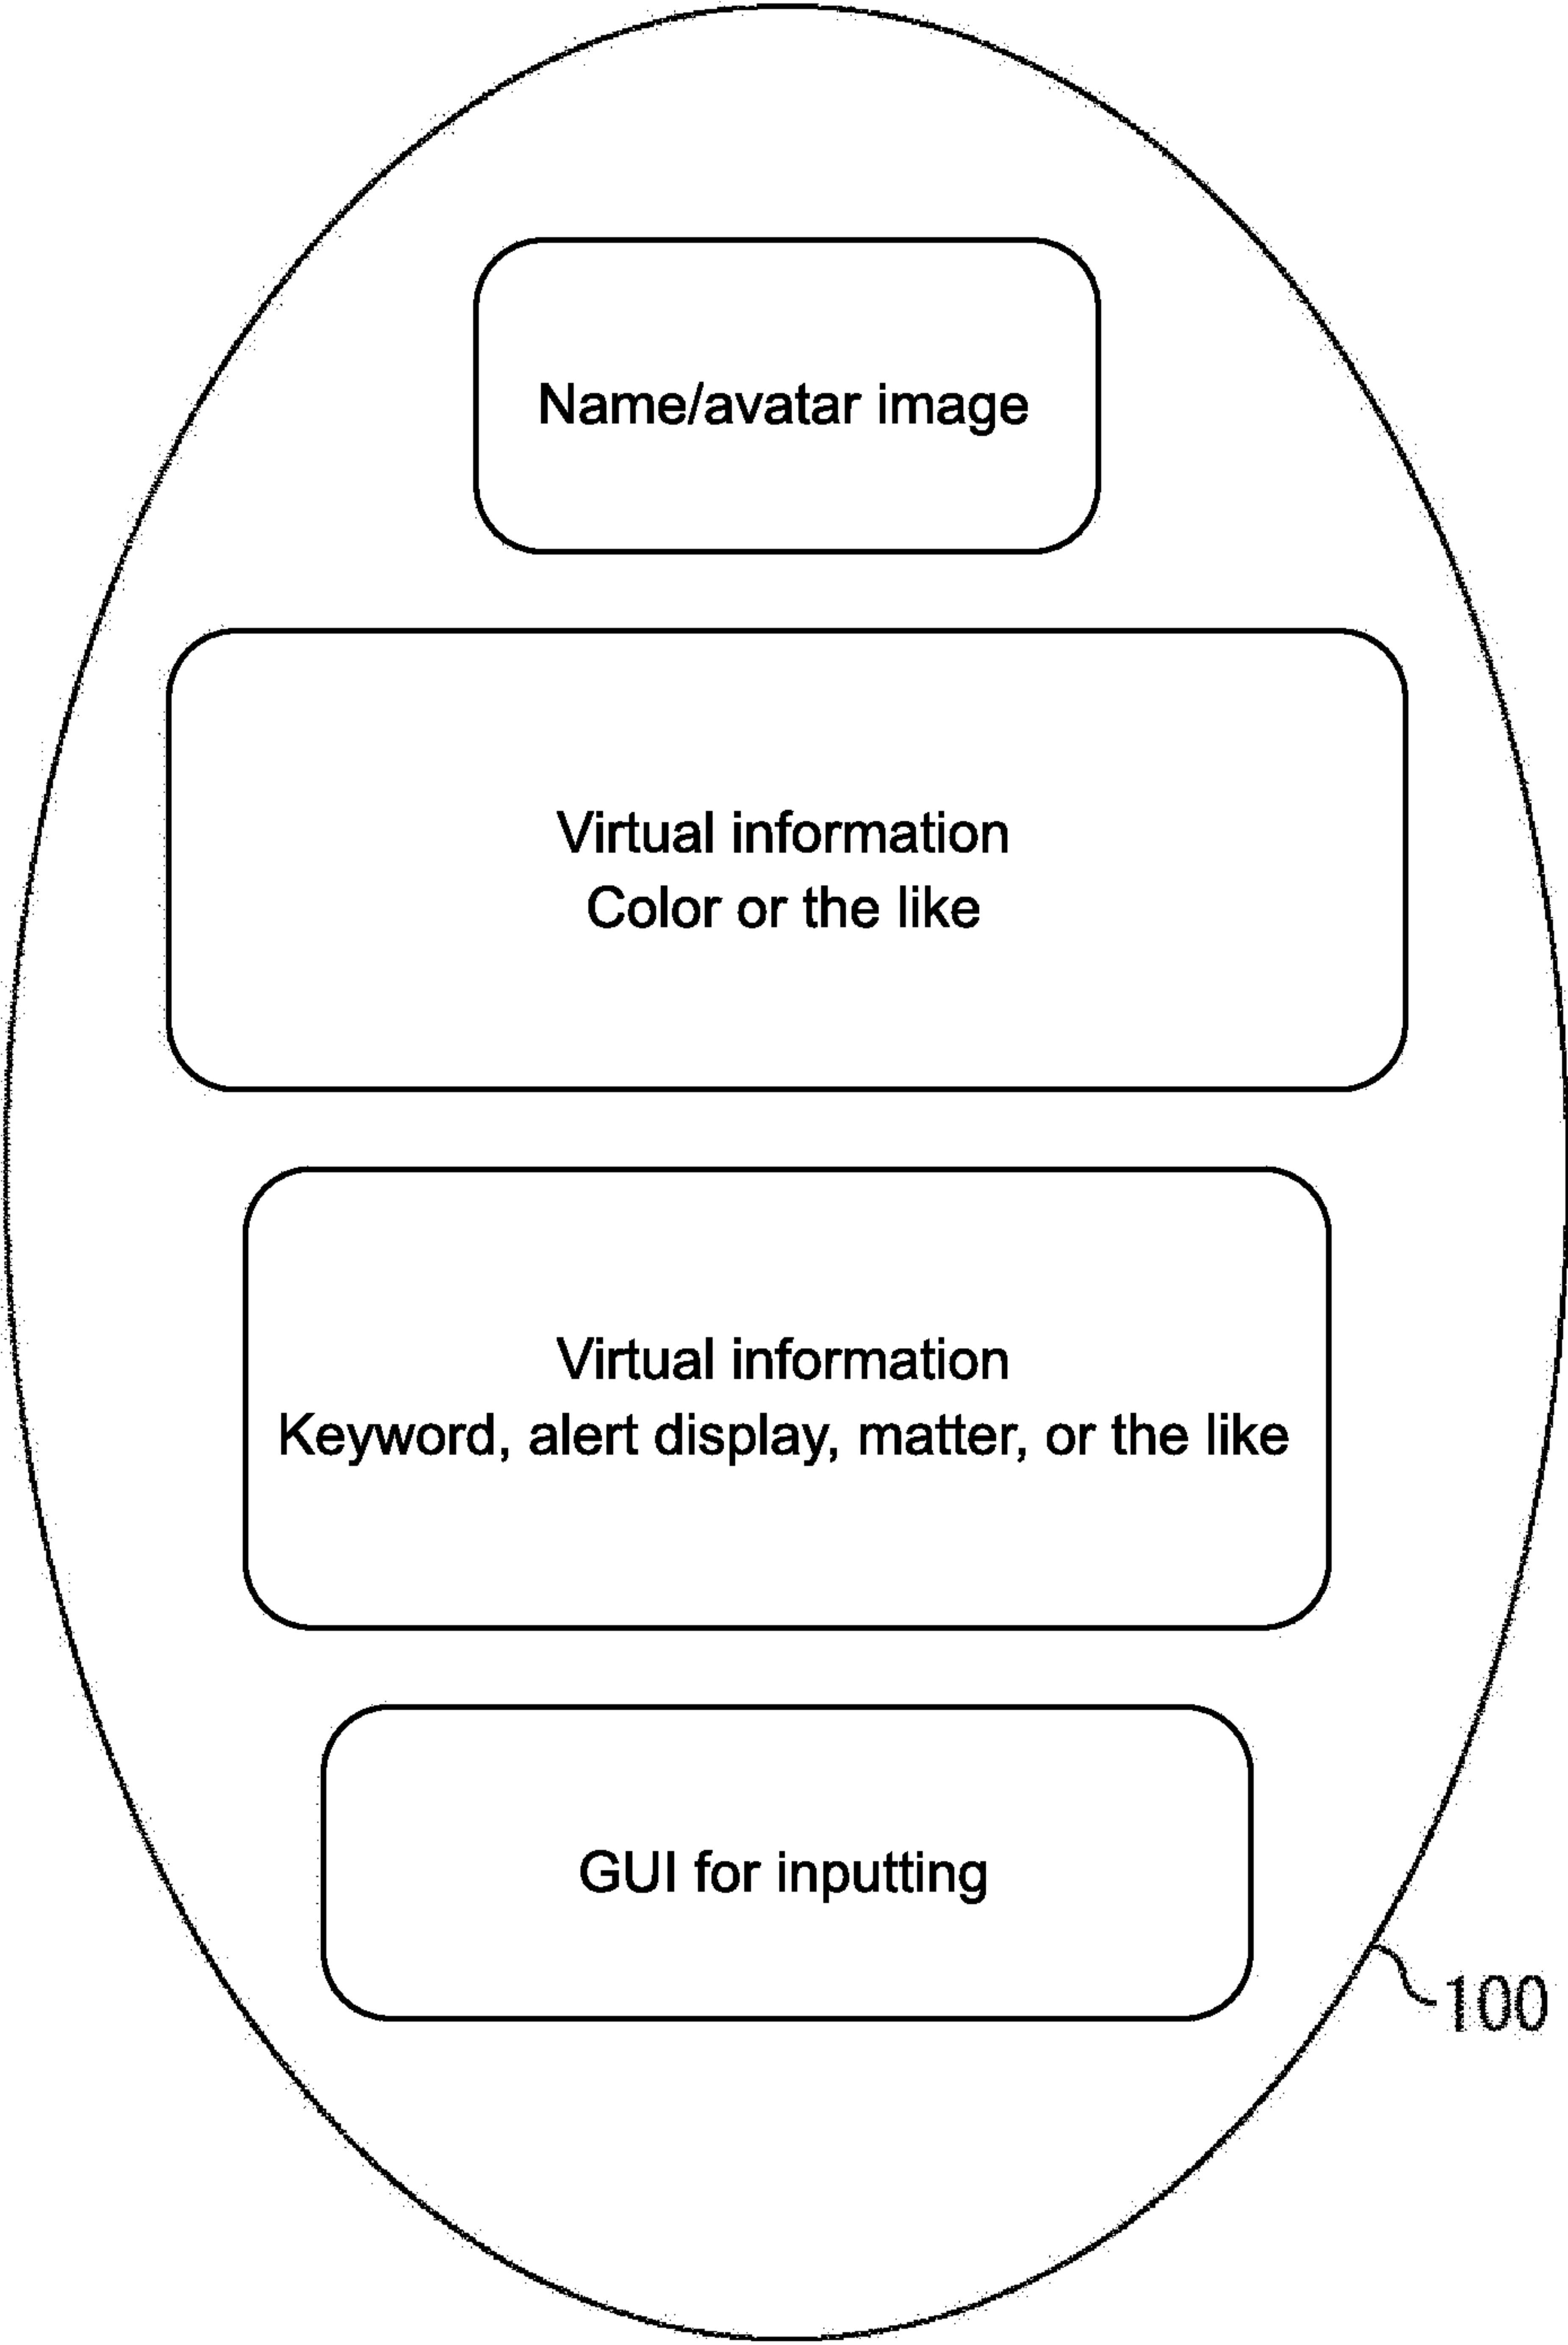 Name/avatar image
Virtual information
Color or the like
Virtual information
Keyword, alert display, matter, or the like
GUI for inputting
100